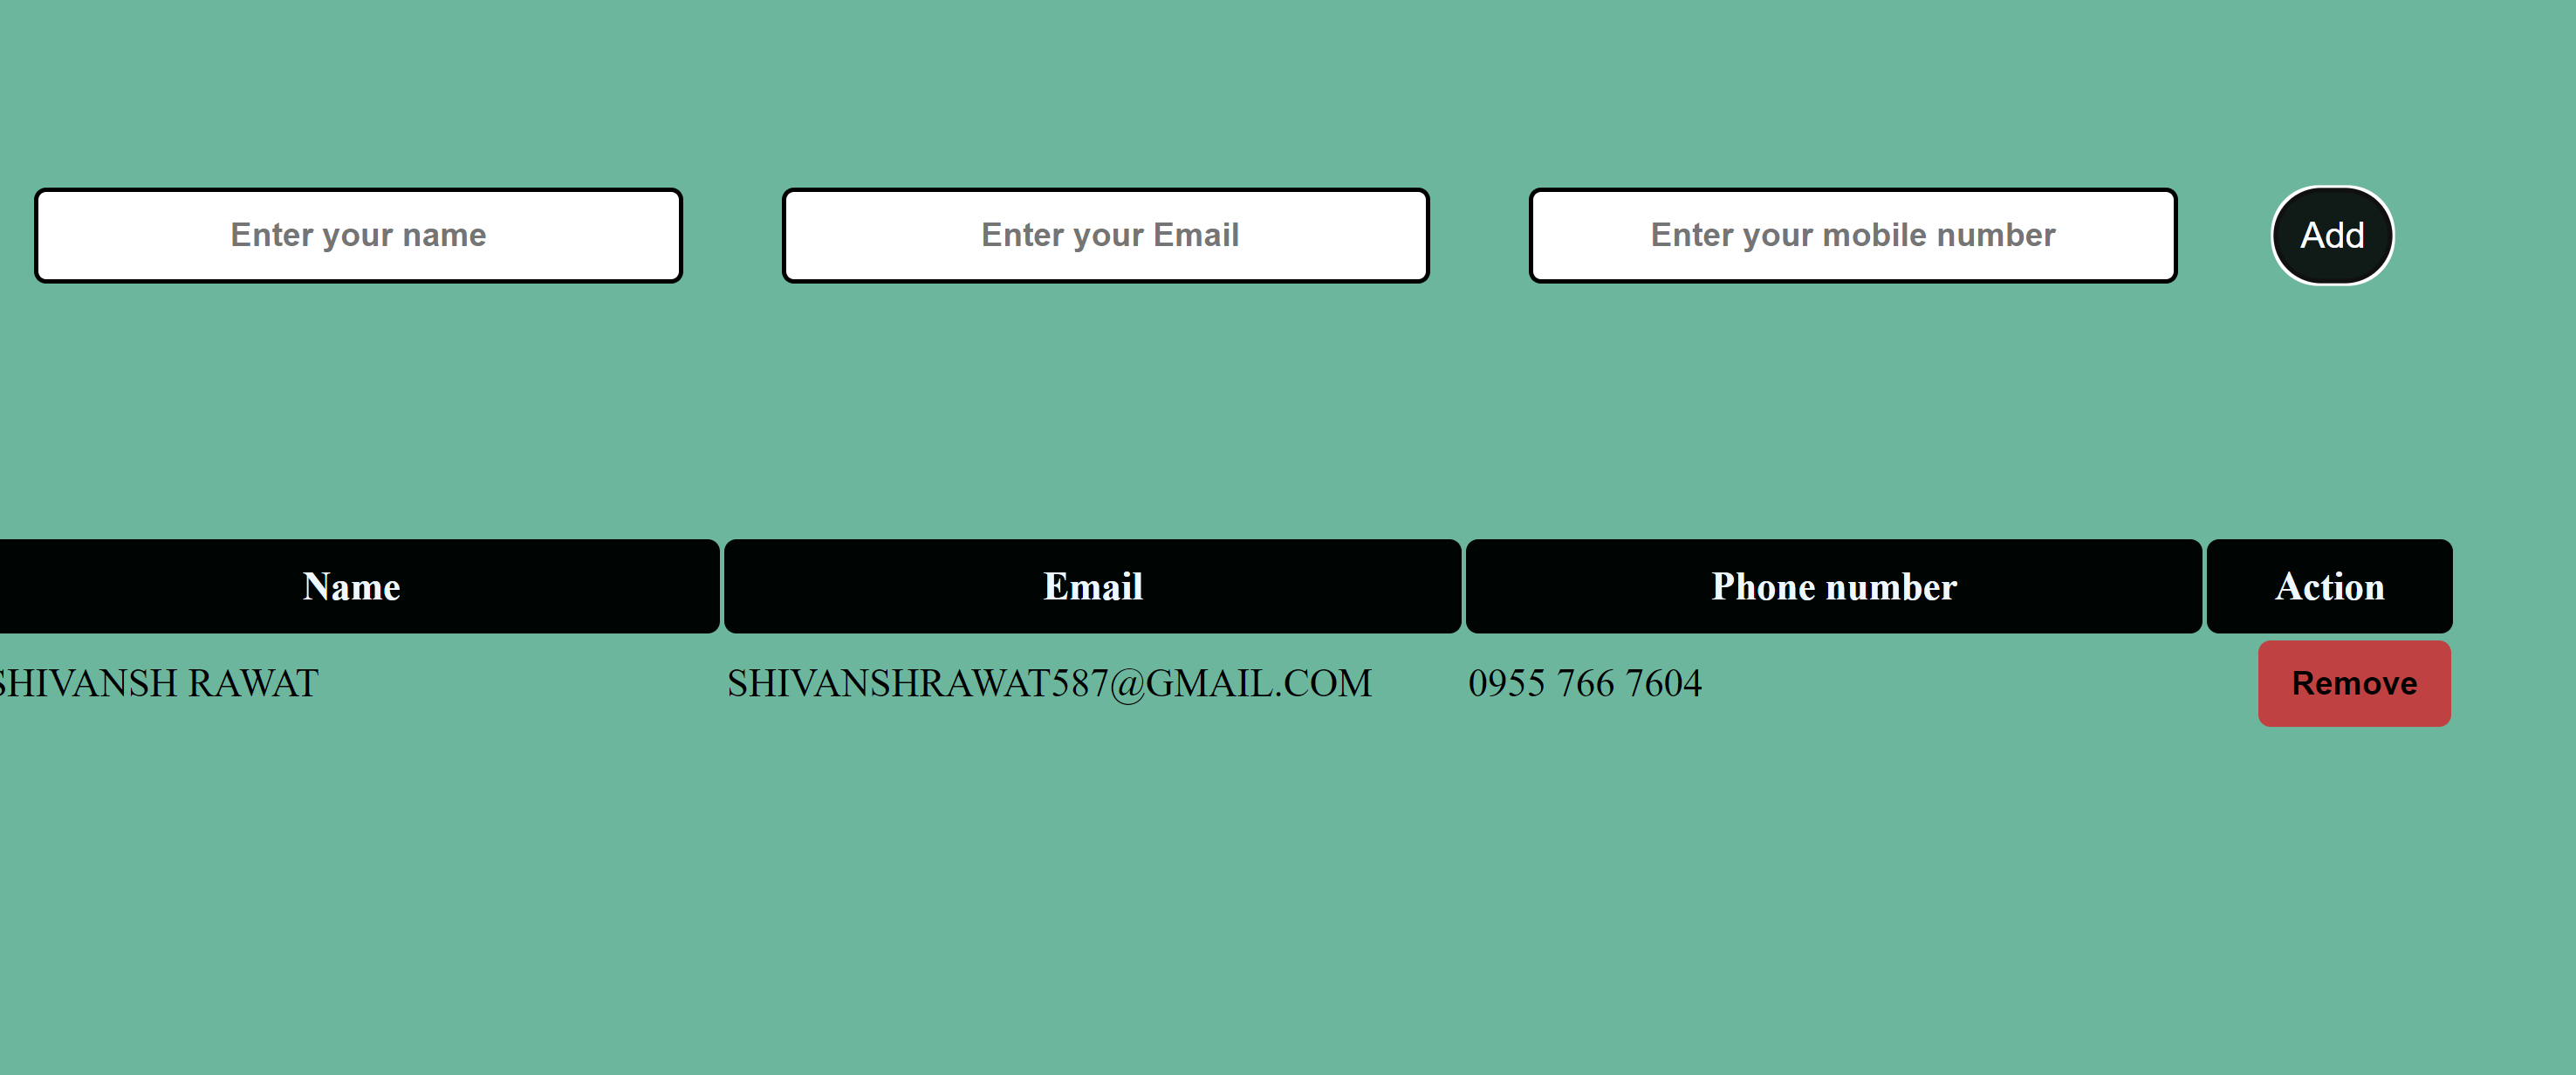 Enter your name Enter your Email Enter your mobile number Add
Name Email Phone number Action
SHIVANSH RAWAT SHIVANSHRAWAT587@GMAIL.COM 0955 766 7604 Remove